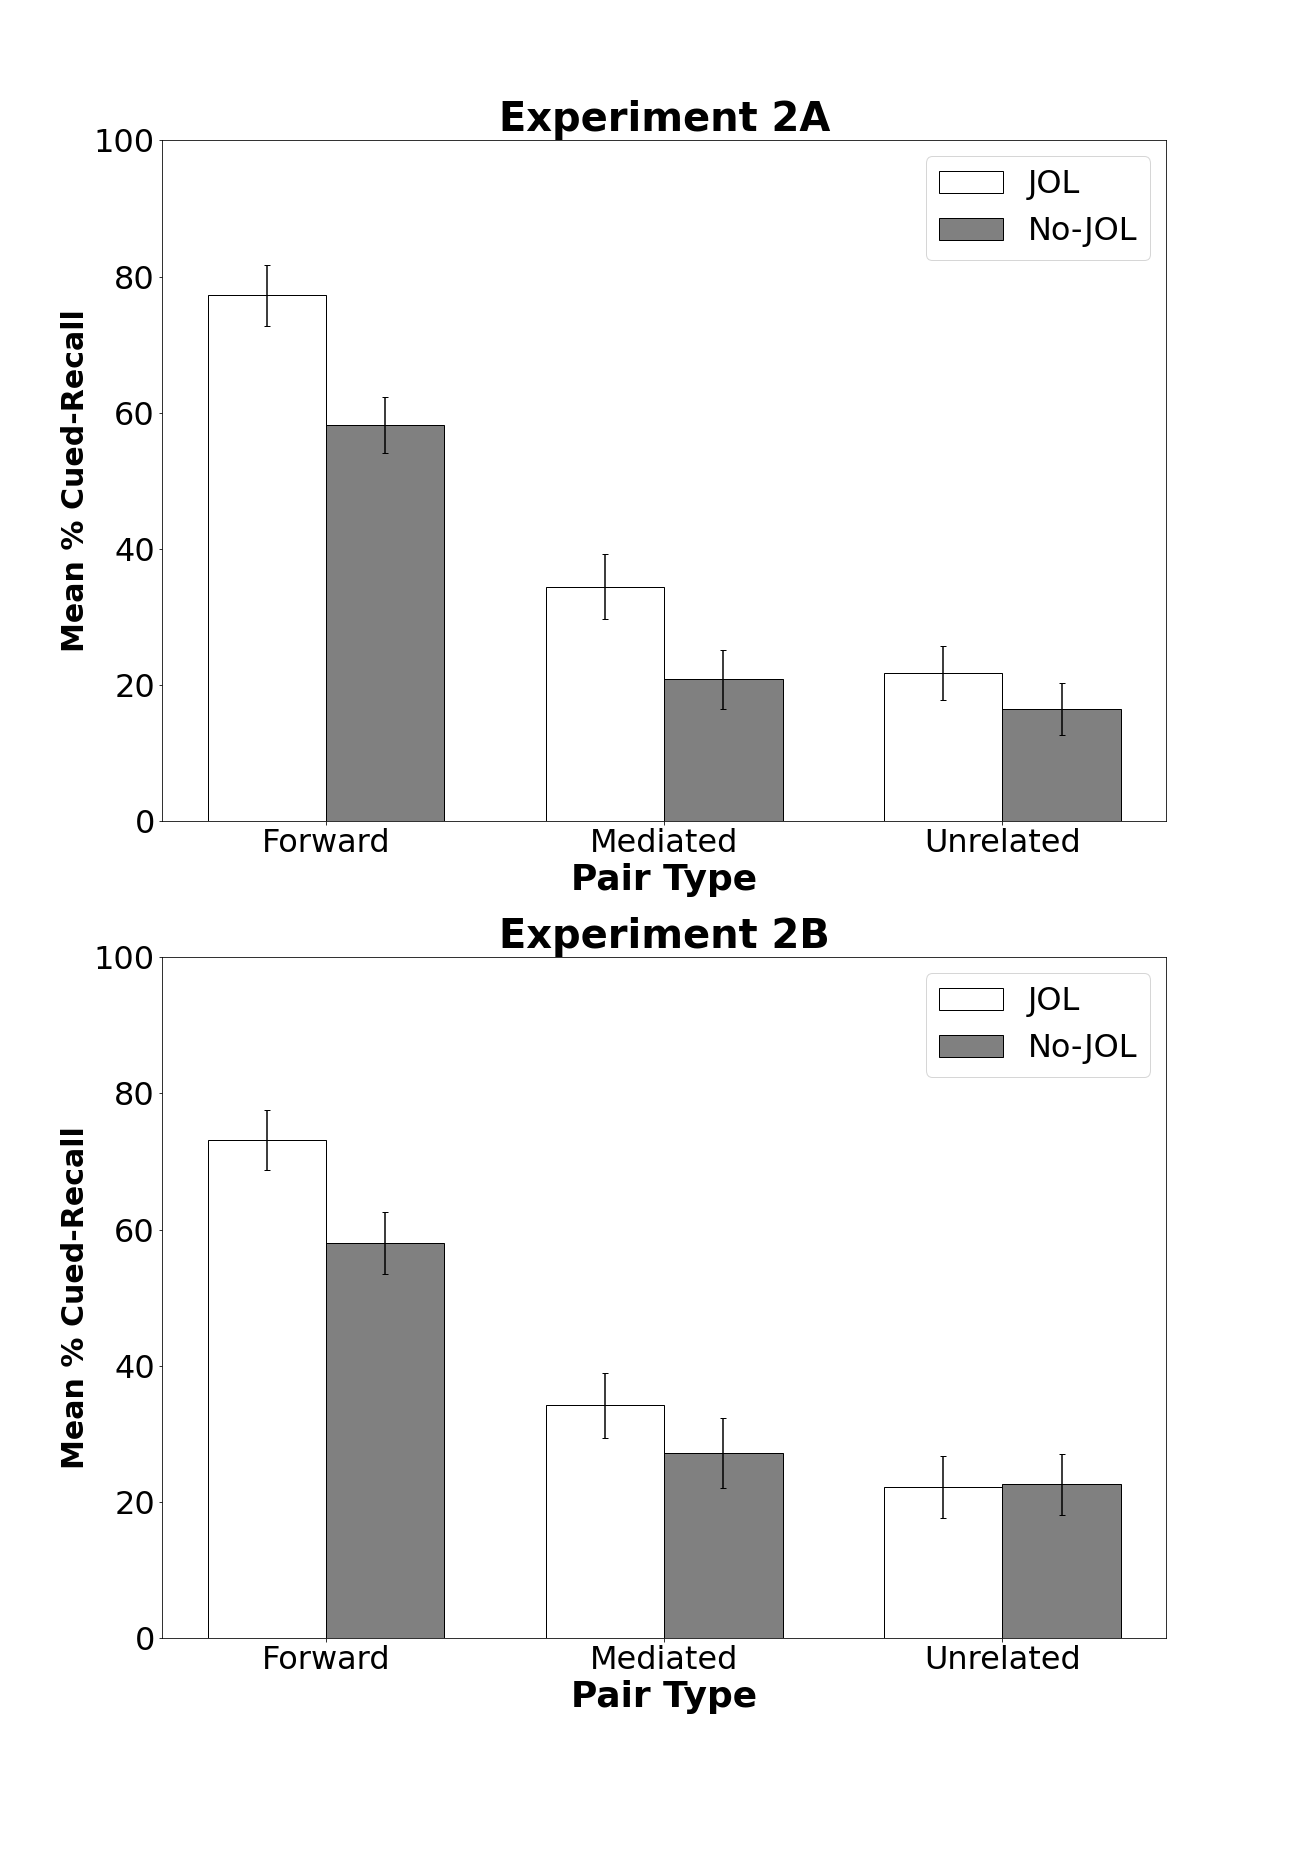 Experiment 2A
100
80
60
40
20
0
Mean % Cued-Recall
JOL
No-JOL
Forward Mediated Unrelated
Pair Type
Experiment 2B
100
80
60
40
20
0
Mean % Cued-Recall
JOL
No-JOL
Forward Mediated Unrelated
Pair Type